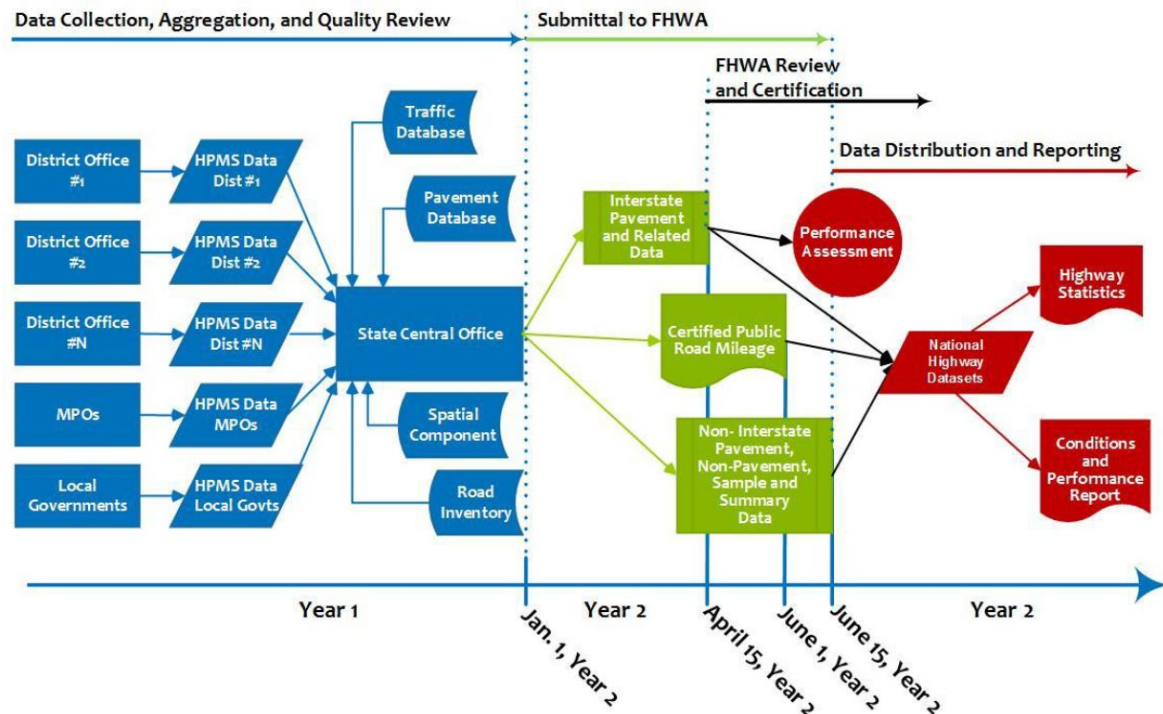 Data Collection, Aggregation, and Quality Review
Submittal to FHWA
FHWA Review
and Certification
Data Distribution and Reporting
Traffic
Database
Pavement
Database
District Office
#1
HPMS Data
Dist #1
District Office
#2
HPMS Data
Dist #2
District Office
#N
HPMS Data
Dist #N
MPOs
HPMS Data
MPOs
Local
Governments
HPMS Data
Local Govts
State Central Office
Spatial
Component
Road
Inventory
Interstate
Pavement
and Related
Data
Certified Public
Road Mileage
Non- Interstate
Pavement,
Non-Pavement,
Sample and
Summary
Data
Performance
Assessment
National
Highway
Datasets
Highway
Statistics
Conditions
and
Performance
Report
Year 1
Jan. 1, Year 2
Year 2
April 15, Year 2
June 1, Year 2
June 15, Year 2
Year 2